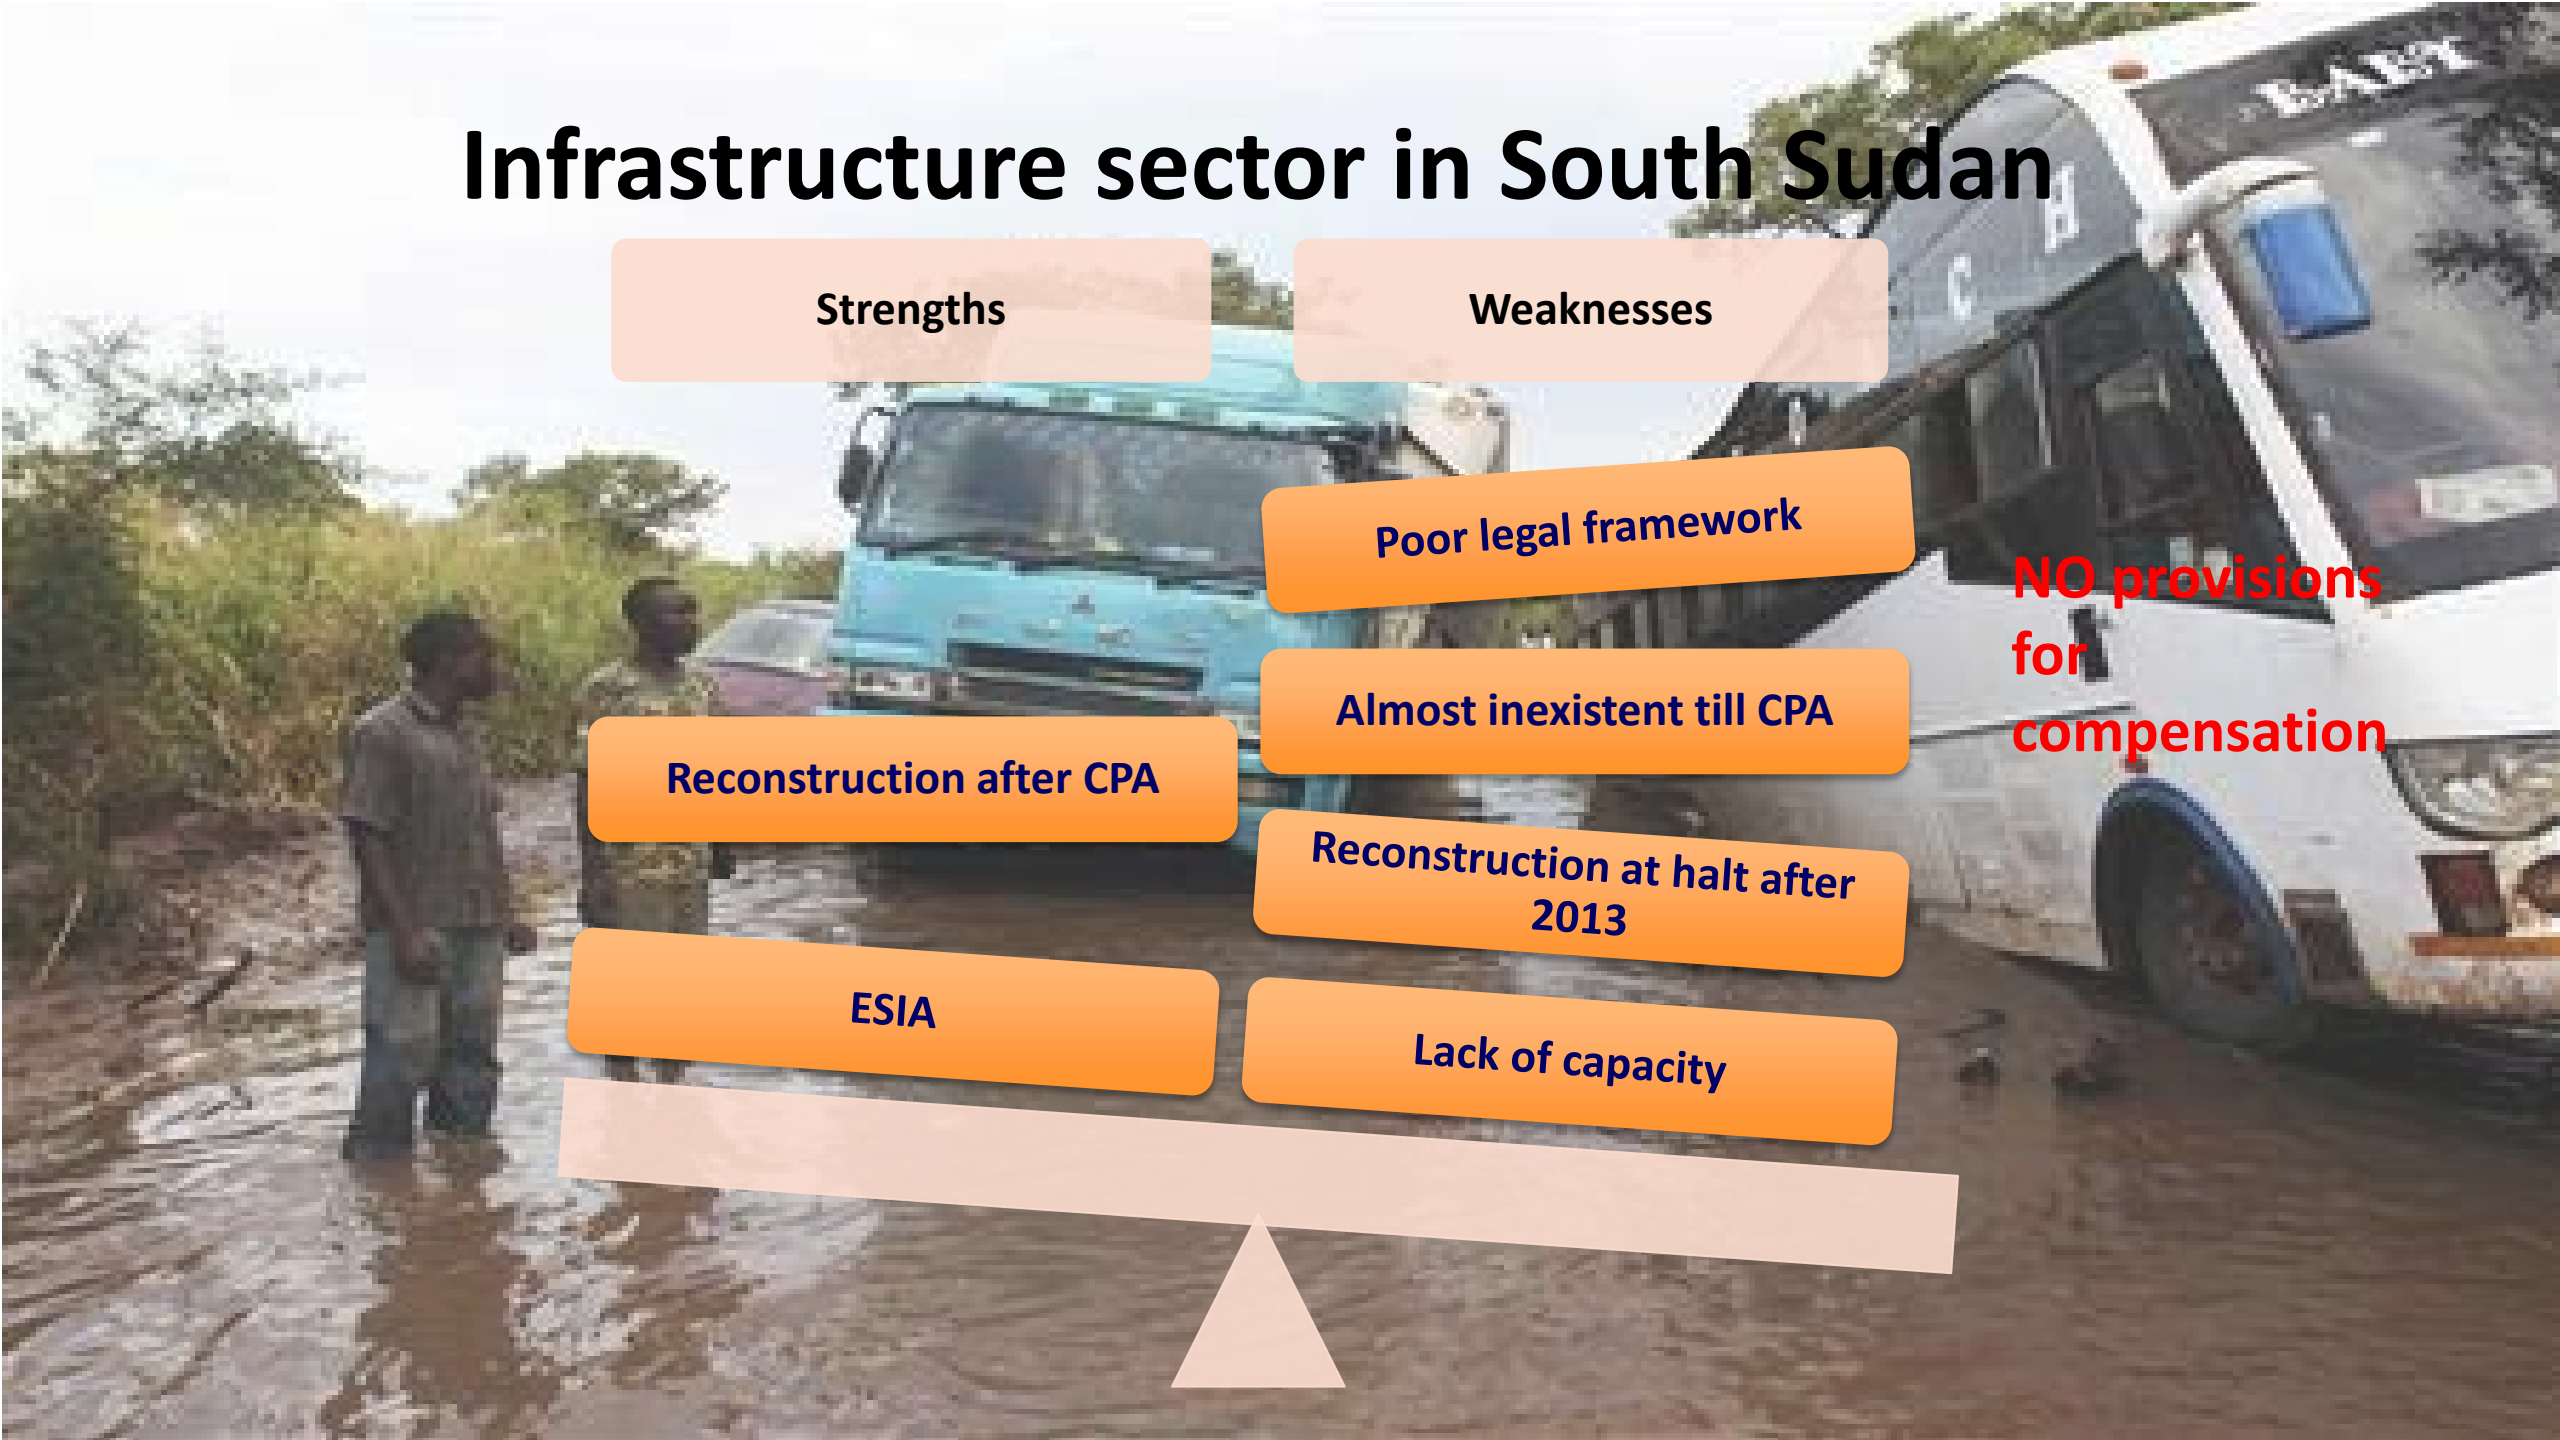 Infrastructure sector in South Sudan
Strengths
Weaknesses
Poor legal framework
Almost inexistent till CPA
Reconstruction at halt after
2013
Lack of capacity
Reconstruction after CPA
ESIA
NO provisions
for
compensation
C H